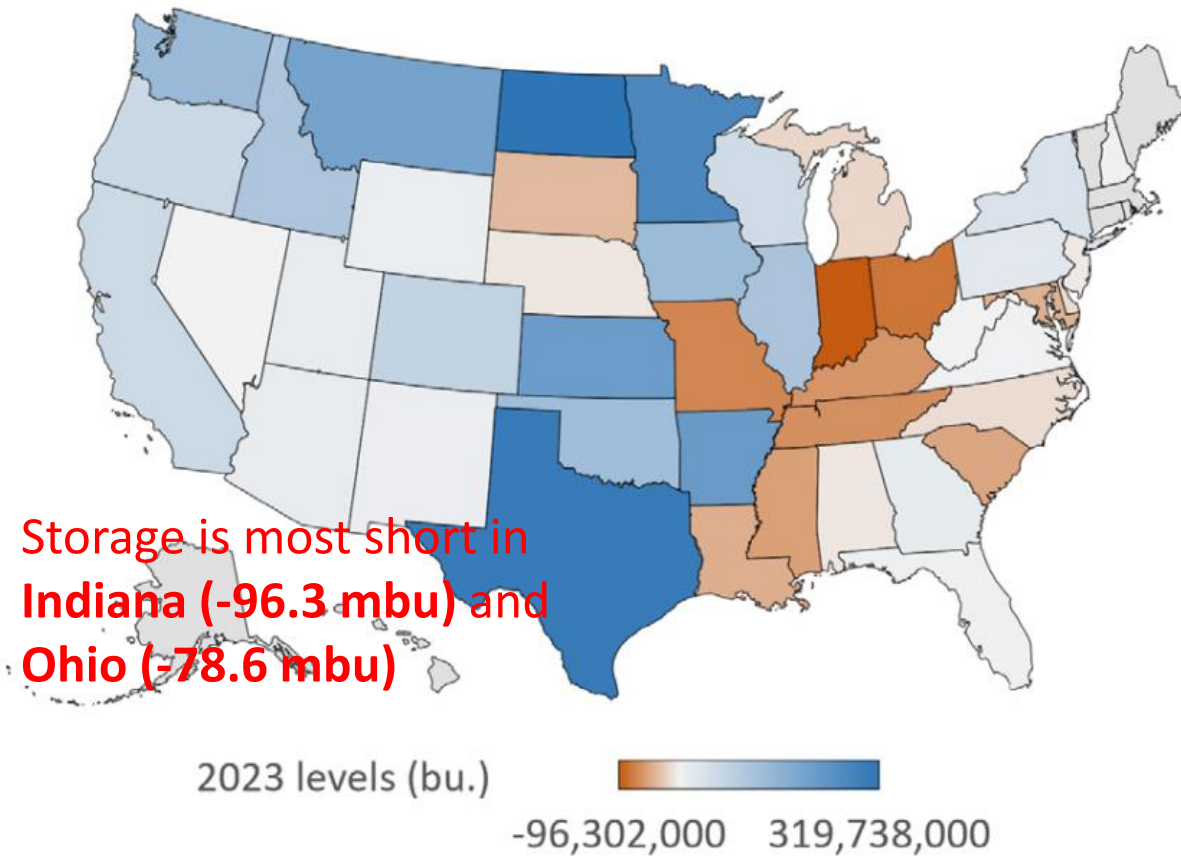 Storage is most short in
Indiana (-96.3 mbu) and
Ohio (-78.6 mbu)
2023 levels (bu.)
-96,302,000 319,738,000